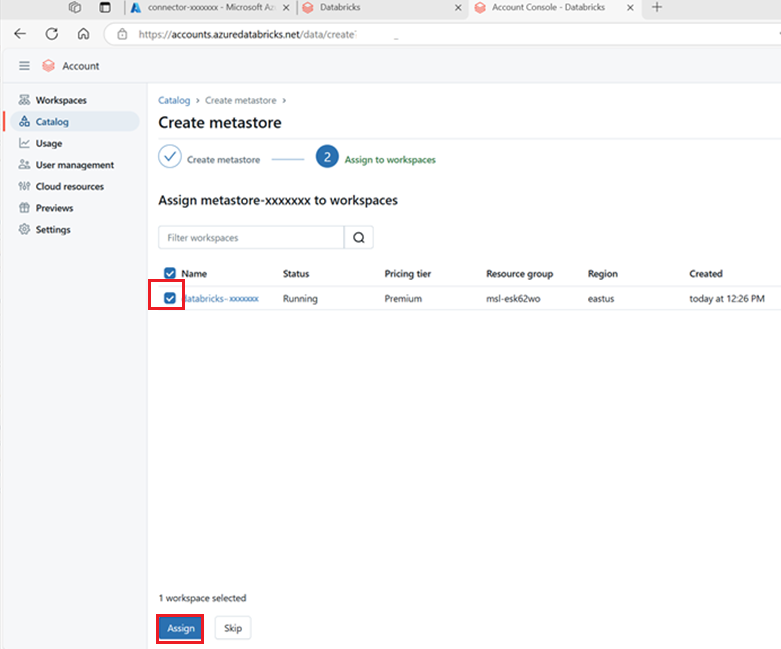 connector-xxxxxxx - Microsoft Az
Databricks
Account Console - Databricks
https://accounts.azuredatabricks.net/data/create
Account
Workspaces
Catalog
Usage
User management
Cloud resources
Previews
Settings
Catalog > Create metastore >
Create metastore
Create metastore
2 Assign to workspaces
Assign metastore-xxxxxxx to workspaces
Filter workspaces
Name Status Pricing tier Resource group Region Created
databricks-xxxxxxx Running Premium msl-esk62wo eastus today at 12:26 PM
1 workspace selected
Assign Skip